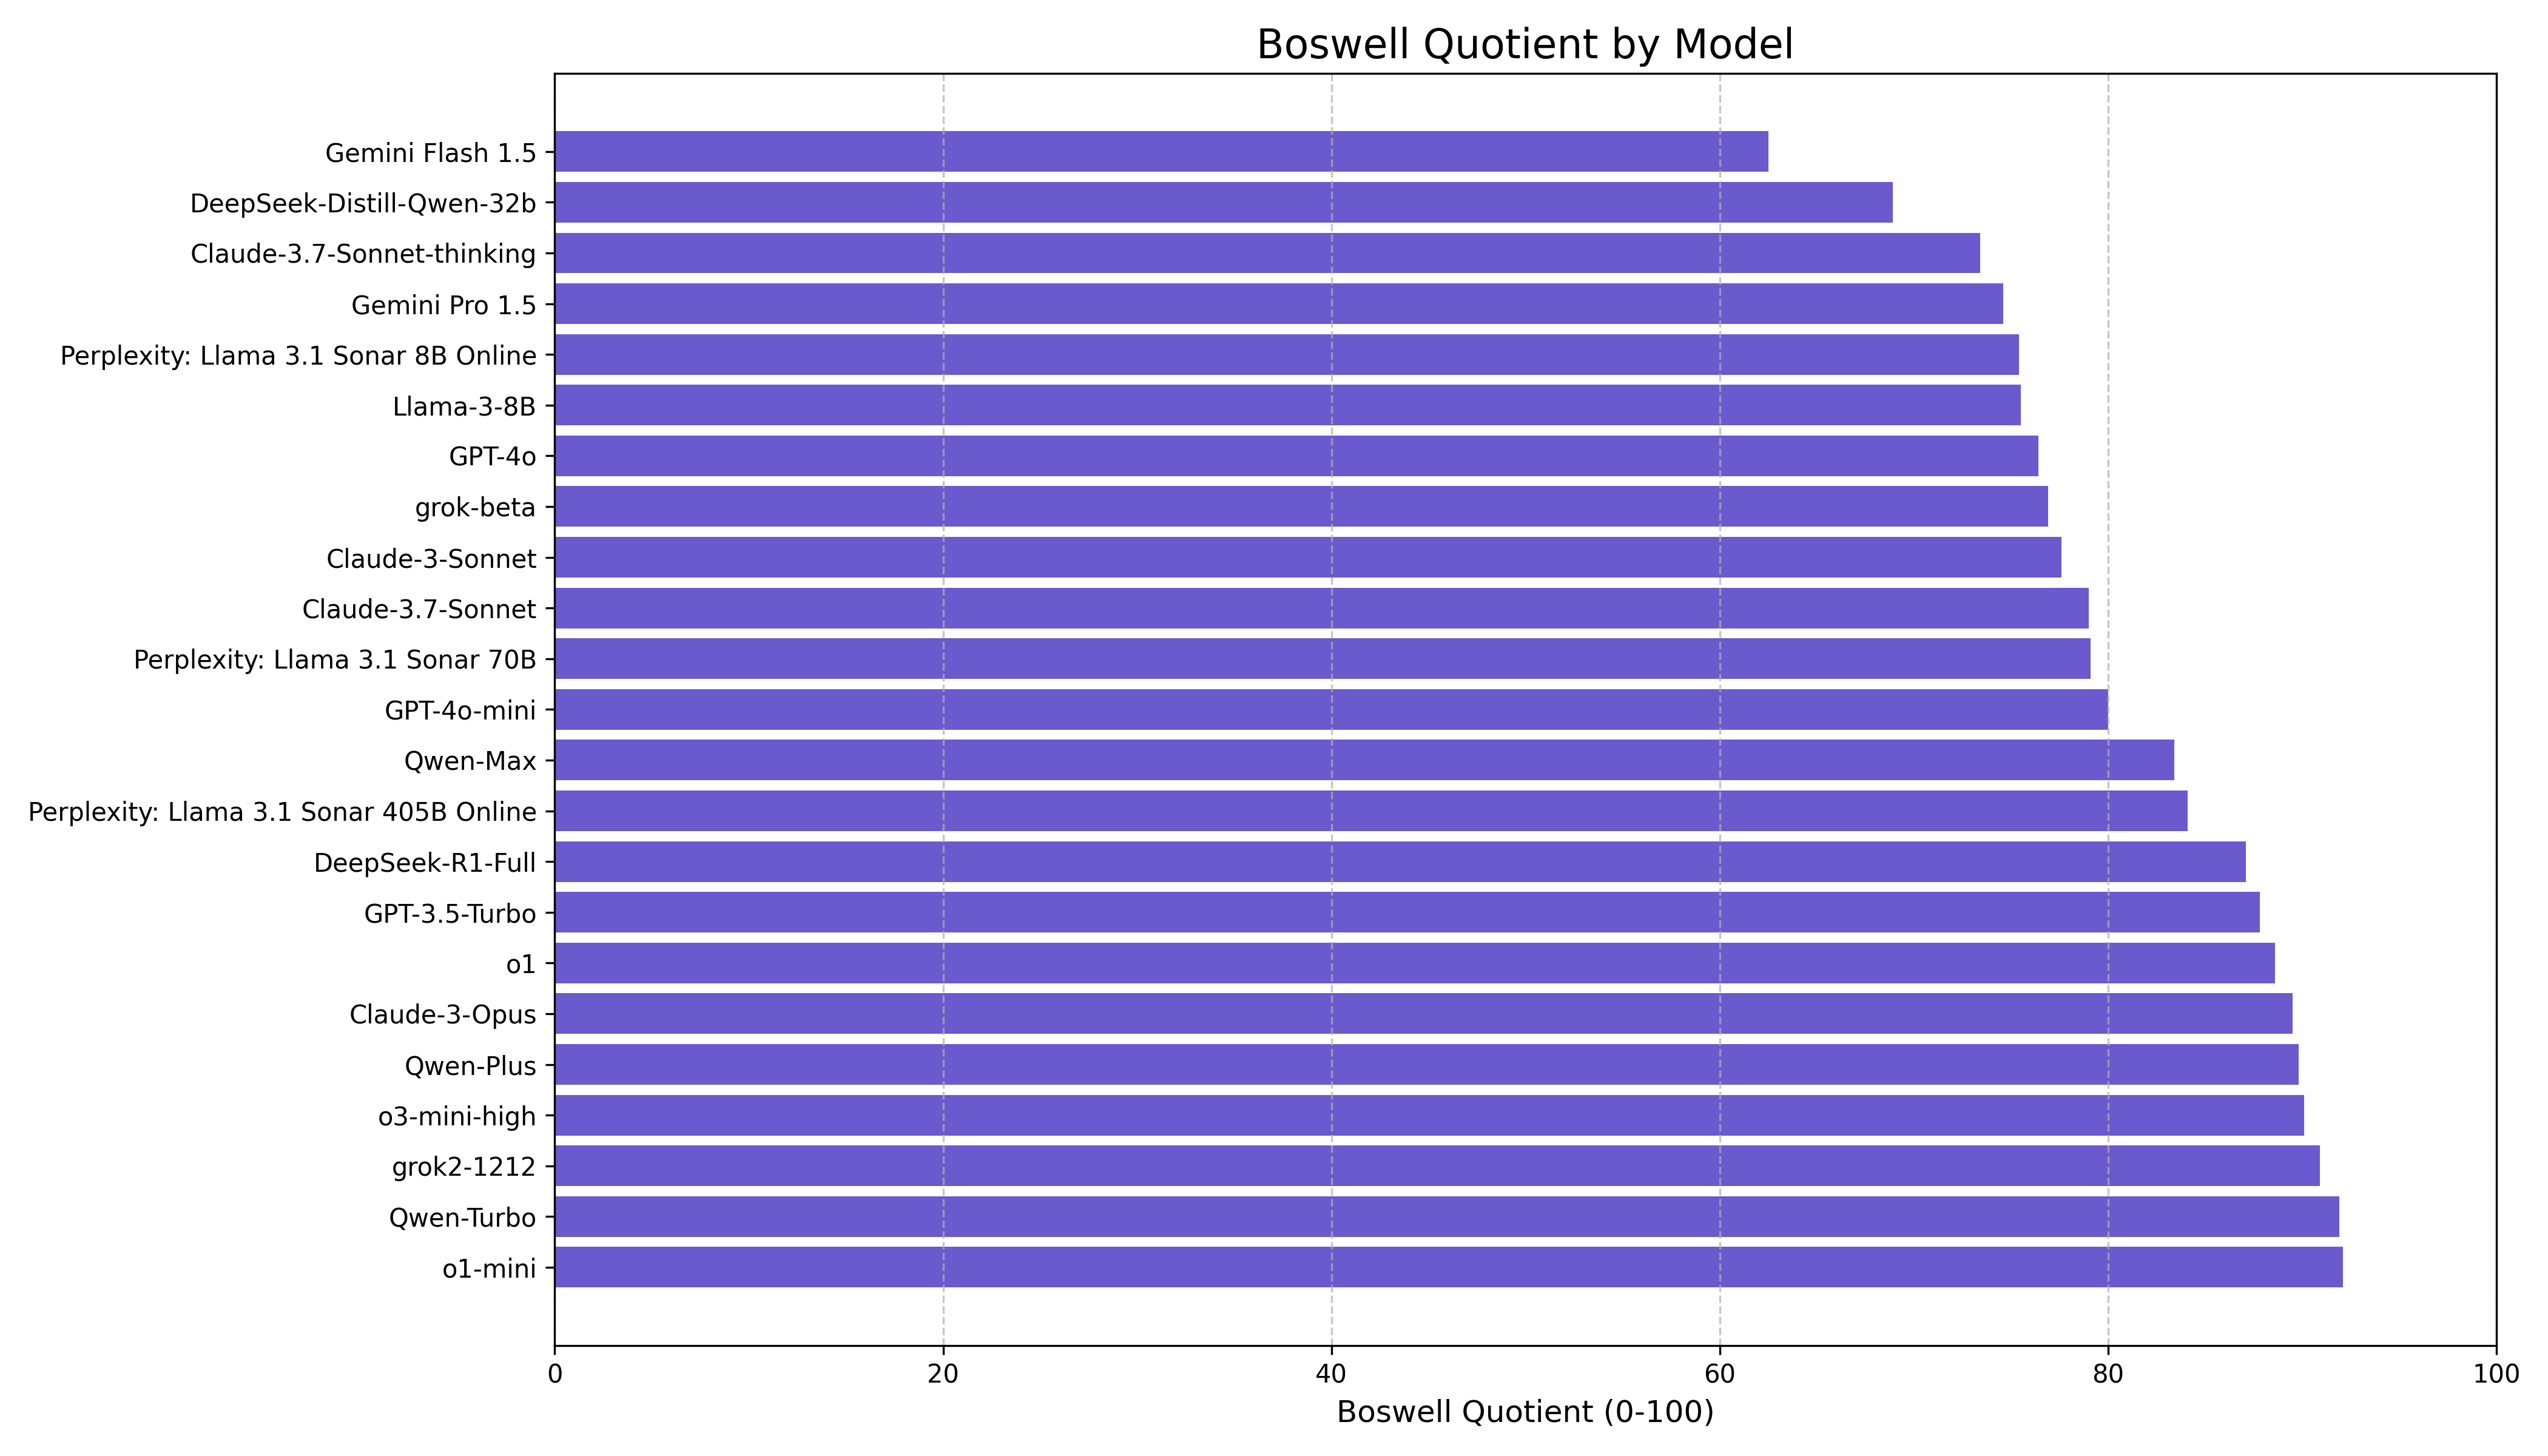 Boswell Quotient by Model
Gemini Flash 1.5
DeepSeek-Distill-Qwen-32b
Claude-3.7-Sonnet-thinking
Gemini Pro 1.5
Perplexity: Llama 3.1 Sonar 8B Online
Llama-3-8B
GPT-4o
grok-beta
Claude-3-Sonnet
Claude-3.7-Sonnet
Perplexity: Llama 3.1 Sonar 70B
GPT-4o-mini
Qwen-Max
Perplexity: Llama 3.1 Sonar 405B Online
DeepSeek-R1-Full
GPT-3.5-Turbo
o1
Claude-3-Opus
Qwen-Plus
o3-mini-high
grok2-1212
Qwen-Turbo
o1-mini
0 20 40 60 80 100
Boswell Quotient (0-100)